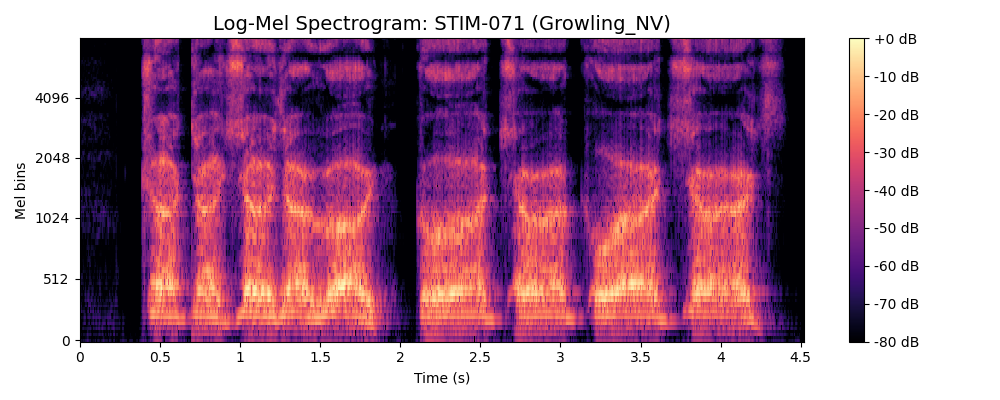 Log-Mel Spectrogram: STIM-071 (Growling_NV)
Mel bins
4096
2048
1024
512
0
0
0.5
1
1.5
2
2.5
3
3.5
4
4.5
Time (s)
+0 dB
-10 dB
-20 dB
-30 dB
-40 dB
-50 dB
-60 dB
-70 dB
-80 dB